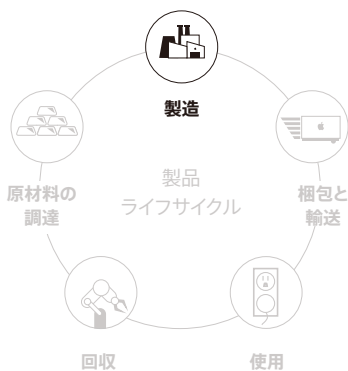 製造
原材料の
調達
製品
ライフサイクル
梱包と
輸送
回収
使用